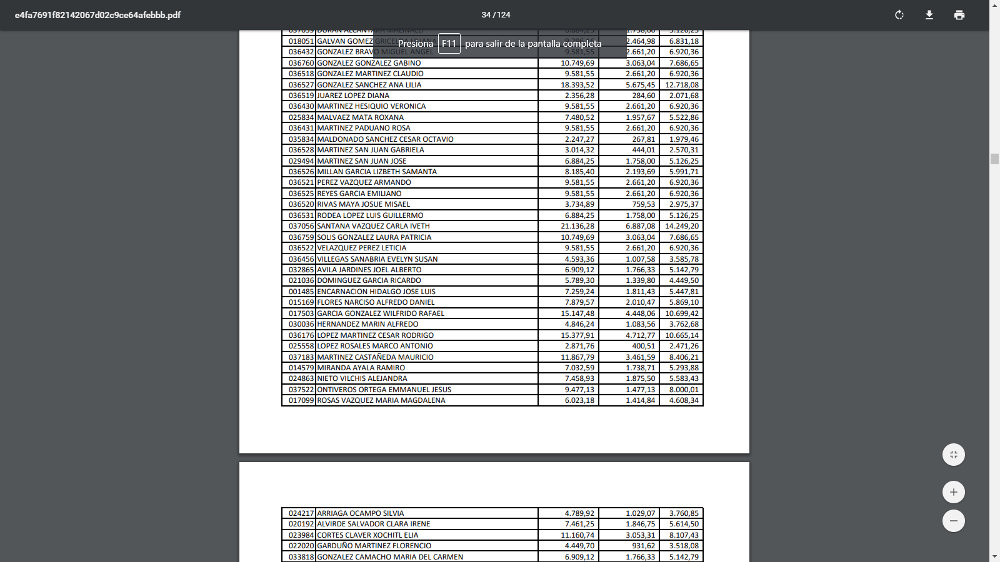 e4fa7691f82142067d02c9ce64afebbb.pdf 34 / 124
037059 DURAN ALCANTARA MALINALLI 6.884,25 1.758,00 5.126,25
Presiona F11 para salir de la pantalla completa
018051 GALVAN GOMEZ GRICELDA LILIANA 9.296,16 2.464,98 6.831,18
036432 GONZALEZ BRAVO MIGUEL ANGEL 9.581,55 2.661,20 6.920,36
036760 GONZALEZ GONZALEZ GABINO 10.749,69 3.063,04 7.686,65
036518 GONZALEZ MARTINEZ CLAUDIO 9.581,55 2.661,20 6.920,36
036527 GONZALEZ SANCHEZ ANA LILIA 18.393,52 5.675,45 12.718,08
036519 JUAREZ LOPEZ DIANA 2.356,28 284,60 2.071,68
036430 MARTINEZ HESIQUIO VERONICA 9.581,55 2.661,20 6.920,36
025834 MALVAEZ MATA ROXANA 7.480,52 1.957,67 5.522,86
036431 MARTINEZ PADUANO ROSA 9.581,55 2.661,20 6.920,36
035834 MALDONADO SANCHEZ CESAR OCTAVIO 2.247,27 267,81 1.979,46
036528 MARTINEZ SAN JUAN GABRIELA 3.014,32 444,01 2.570,31
029494 MARTINEZ SAN JUAN JOSE 6.884,25 1.758,00 5.126,25
036526 MILLAN GARCIA LIZBETH SAMANTA 8.185,40 2.193,69 5.991,71
036521 PEREZ VAZQUEZ ARMANDO 9.581,55 2.661,20 6.920,36
036525 REYES GARCIA EMILIANO 9.581,55 2.661,20 6.920,36
036520 RIVAS MAYA JOSUE MISAEL 3.734,89 759,53 2.975,37
036531 RODEA LOPEZ LUIS GUILLERMO 6.884,25 1.758,00 5.126,25
037056 SANTANA VAZQUEZ CARLA IVETH 21.136,28 6.887,08 14.249,20
036759 SOLIS GONZALEZ LAURA PATRICIA 10.749,69 3.063,04 7.686,65
036522 VELAZQUEZ PEREZ LETICIA 9.581,55 2.661,20 6.920,36
036456 VILLEGAS SANABRIA EVELYN SUSAN 4.593,36 1.007,58 3.585,78
032865 AVILA JARDINES JOEL ALBERTO 6.909,12 1.766,33 5.142,79
021036 DOMINGUEZ GARCIA RICARDO 5.789,30 1.339,80 4.449,50
001485 ENCARNACION HIDALGO JOSE LUIS 7.259,24 1.811,43 5.447,81
015169 FLORES NARCISO ALFREDO DANIEL 7.879,57 2.010,47 5.869,10
017503 GARCIA GONZALEZ WILFRIDO RAFAEL 15.147,48 4.448,06 10.699,42
030036 HERNANDEZ MARIN ALFREDO 4.846,24 1.083,56 3.762,68
036176 LOPEZ MARTINEZ CESAR RODRIGO 15.377,91 4.712,77 10.665,14
025558 LOPEZ ROSALES MARCO ANTONIO 2.871,76 400,51 2.471,26
037183 MARTINEZ CASTAÑEDA MAURICIO 11.867,79 3.461,59 8.406,21
014579 MIRANDA AYALA RAMIRO 7.032,59 1.738,71 5.293,88
024863 NIETO VILCHIS ALEJANDRA 7.458,93 1.875,50 5.583,43
037522 ONTIVEROS ORTEGA EMMANUEL JESUS 9.477,13 1.477,13 8.000,01
017099 ROSAS VAZQUEZ MARIA MAGDALENA 6.023,18 1.414,84 4.608,34
024217 ARRIAGA OCAMPO SILVIA 4.789,92 1.029,07 3.760,85
020192 ALVIRDE SALVADOR CLARA IRENE 7.461,25 1.846,75 5.614,50
023984 CORTES CLAVER XOCHITL ELIA 11.160,74 3.053,31 8.107,43
022020 GARDUÑO MARTINEZ FLORENCIO 4.449,70 931,62 3.518,08
033818 GONZALEZ CAMACHO MARIA DEL CARMEN 6.909,12 1.766,33 5.142,79